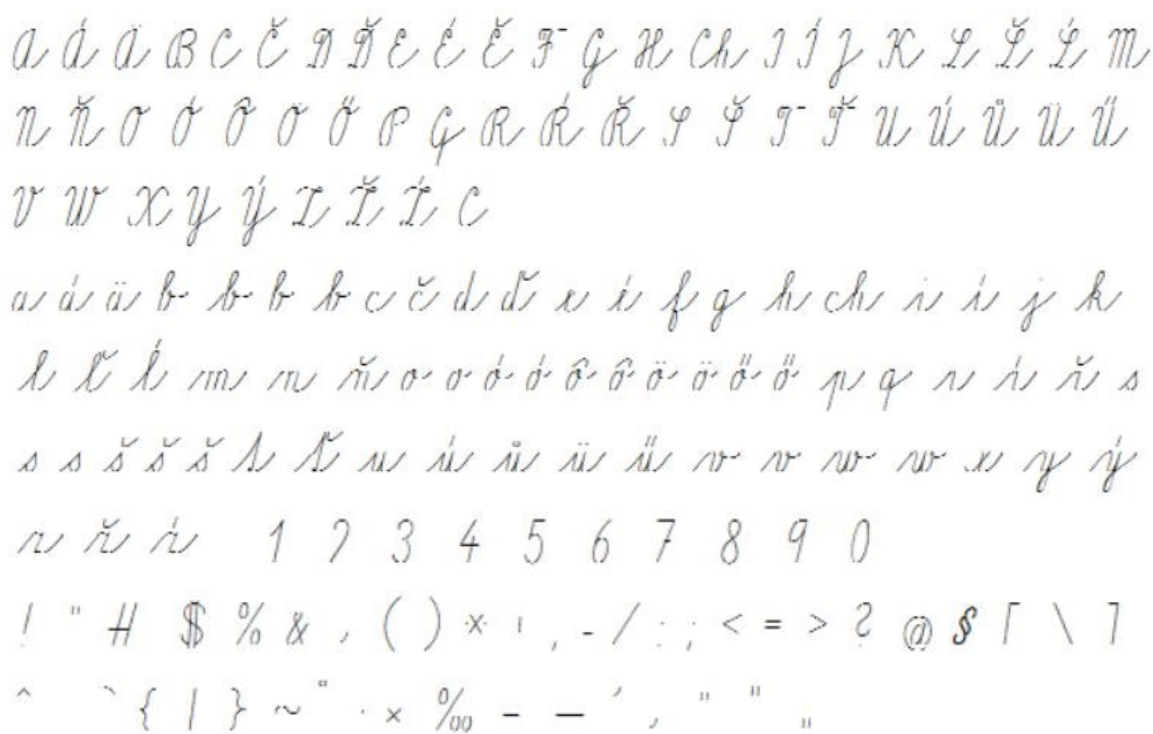 A Á Ä B C Č D Ď E É Ě F G H Ch I Í J K L Ľ Ĺ M
N Ň O Ó Ô Ö Ő P Q R Ŕ Ř S Š T Ť U Ú Ů Ü Ű
V W X Y Ý Z Ž Ź C
a á ä b b b b c č d ď e é f g h ch i í j k
l ľ ĺ m n ň o o ó ó ô ô ö ö ő ő p q r ŕ ř s
s s š š š t ť u ú ů ü ű v v w w x y ý
z ž ź 1 2 3 4 5 6 7 8 9 0
! " # $ % & , ( ) × + , - / : ; < = > ? @ § [ \ ]
^ ` { | } ~ ° · × ‰ – — ´ , " " „